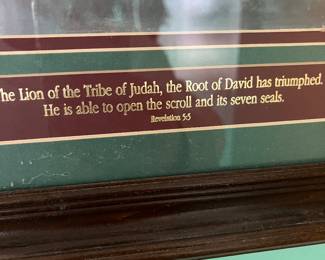 he Lion of the Tribe of Judah, the Root of David has triumphed.
He is able to open the scroll and its seven seals.
Revelation 5:5